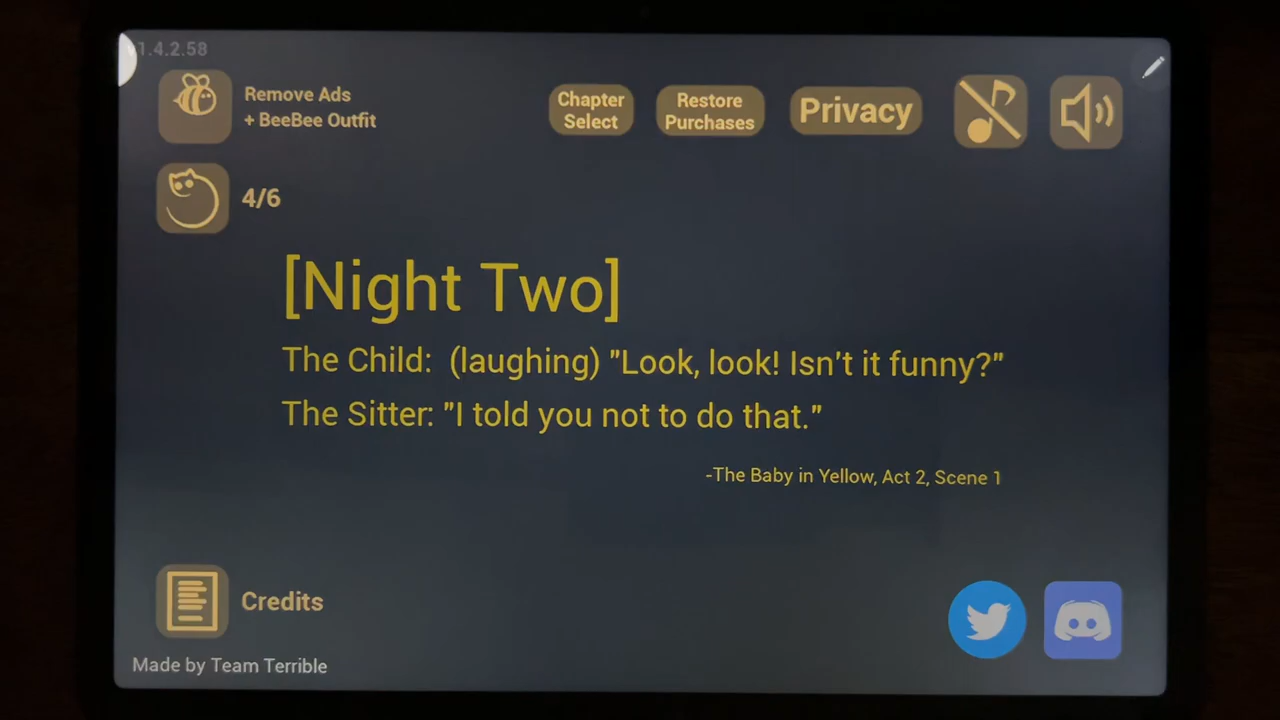 v1.4.2.58
Remove Ads
+ BeeBee Outfit
Chapter
Select
Restore
Purchases
Privacy
4/6
[Night Two]
The Child:  (laughing) "Look, look! Isn't it funny?"
The Sitter: "I told you not to do that."
-The Baby in Yellow, Act 2, Scene 1
Credits
Made by Team Terrible